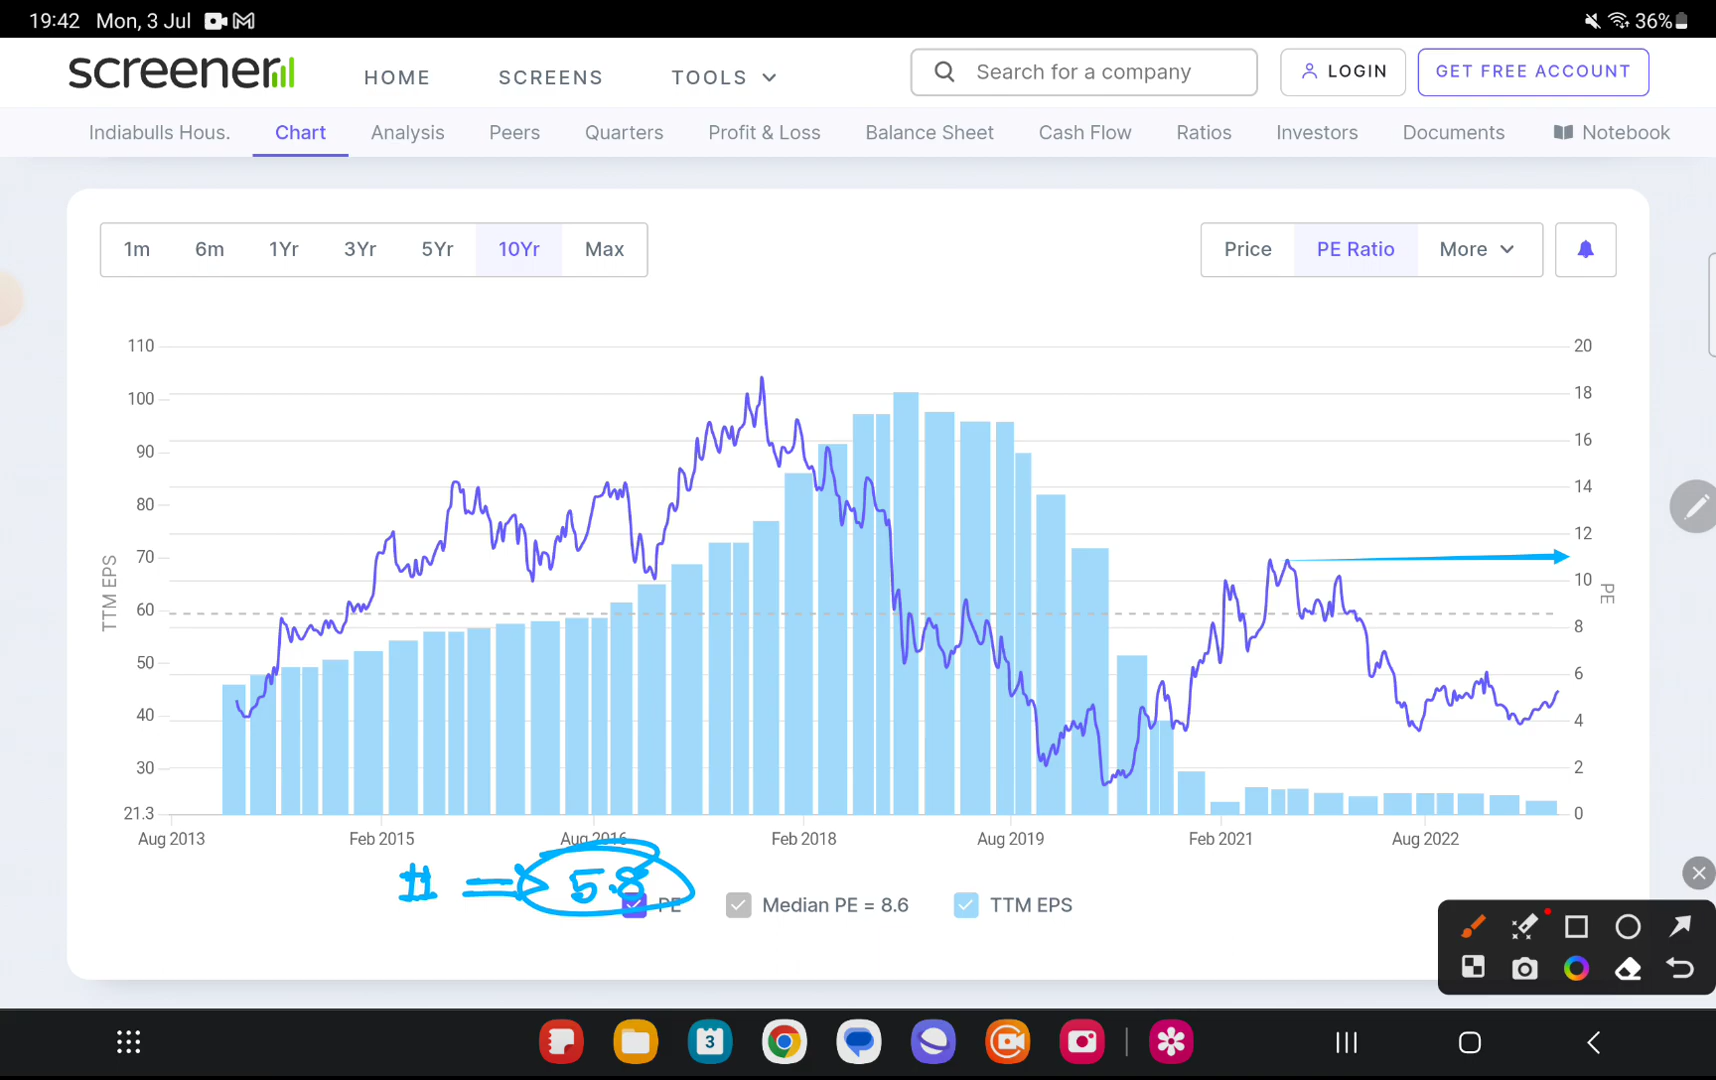 19:42 Mon, 3 Jul 36%
screener HOME SCREENS TOOLS Search for a company LOGIN GET FREE ACCOUNT
Indiabulls Hous. Chart Analysis Peers Quarters Profit & Loss Balance Sheet Cash Flow Ratios Investors Documents Notebook
1m 6m 1Yr 3Yr 5Yr 10Yr Max Price PE Ratio More
110 20
100 18
90 16
80 14
70 12
60 10
50 8
40 6
30 4
21.3 2
0
TTM EPS
PE
Aug 2013 Feb 2015 Aug 2016 Feb 2018 Aug 2019 Feb 2021 Aug 2022
11 => 5.8
PE Median PE = 8.6 TTM EPS
3